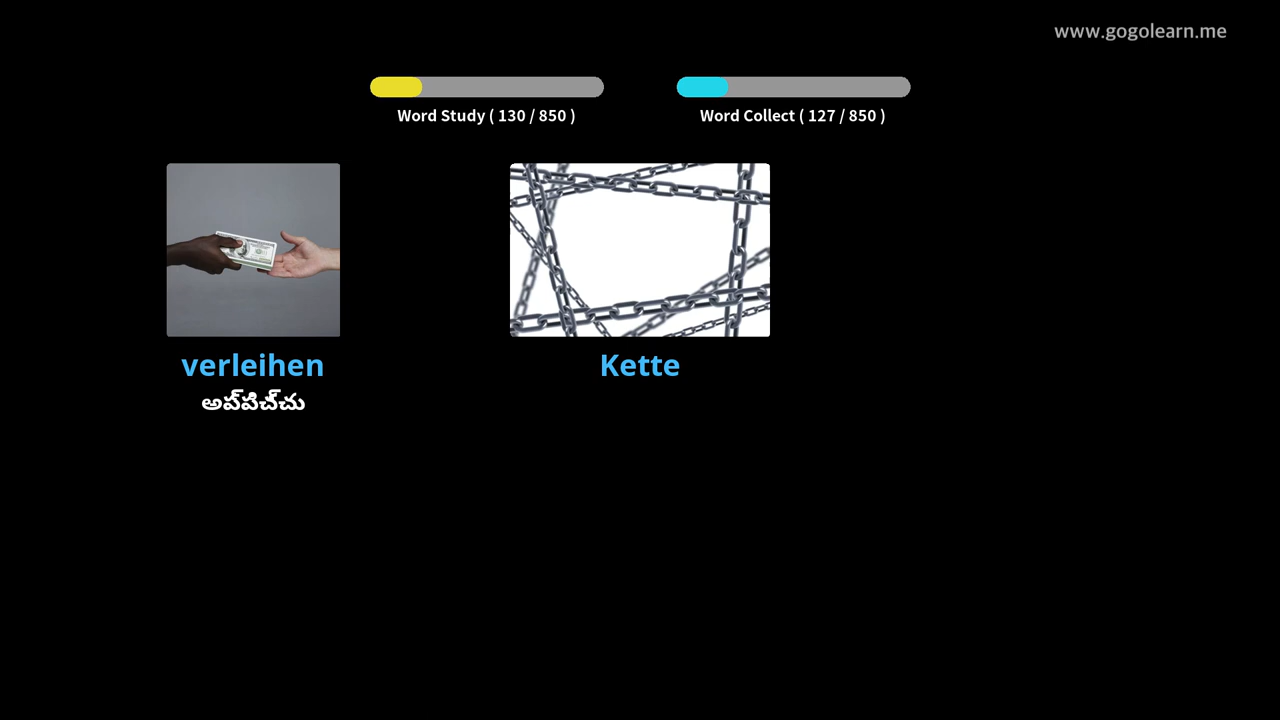 www.gogolearn.me
Word Study ( 130 / 850 )
Word Collect ( 127 / 850 )
verleihen
Kette
అప్పిచ్చు